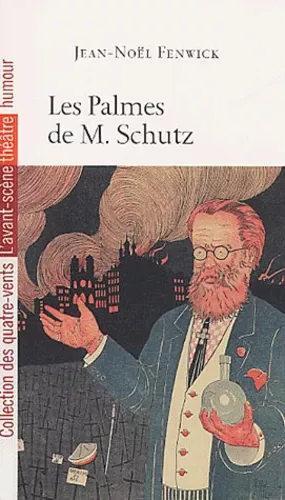 JEAN-NOËL FENWICK
Les Palmes
de M. Schutz
Collection des quatre-vents L'avant-scène théâtre humour